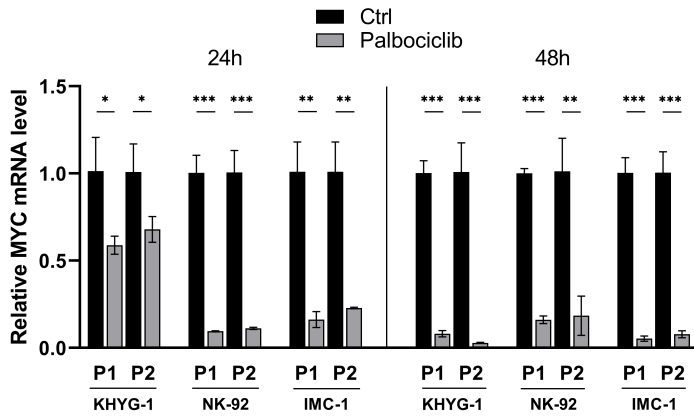 Ctrl
Palbociclib
24h 48h
Relative MYC mRNA level
1.5
1.0
0.5
0.0
* * *** *** ** ** *** *** *** ** *** ***
P1 P2 P1 P2 P1 P2 P1 P2 P1 P2 P1 P2
KHYG-1 NK-92 IMC-1 KHYG-1 NK-92 IMC-1